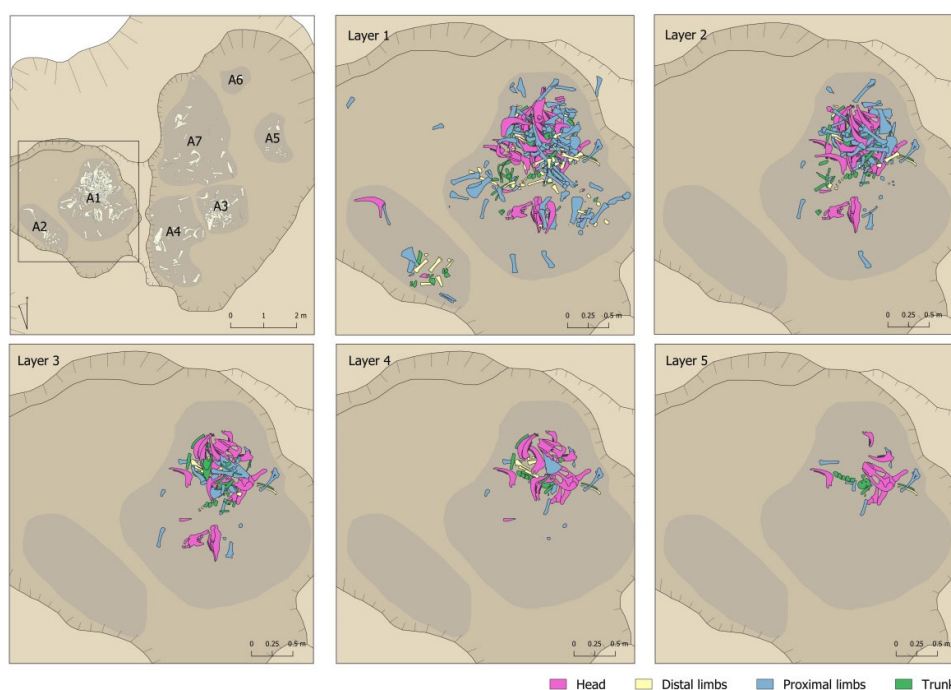 Layer 1
Layer 2
A6
A7
A5
A1
A3
A2
A4
0 1 2 m
0 0.25 0.5 m
0 0.25 0.5 m
Layer 3
Layer 4
Layer 5
0 0.25 0.5 m
0 0.25 0.5 m
0 0.25 0.5 m
Head Distal limbs Proximal limbs Trunk